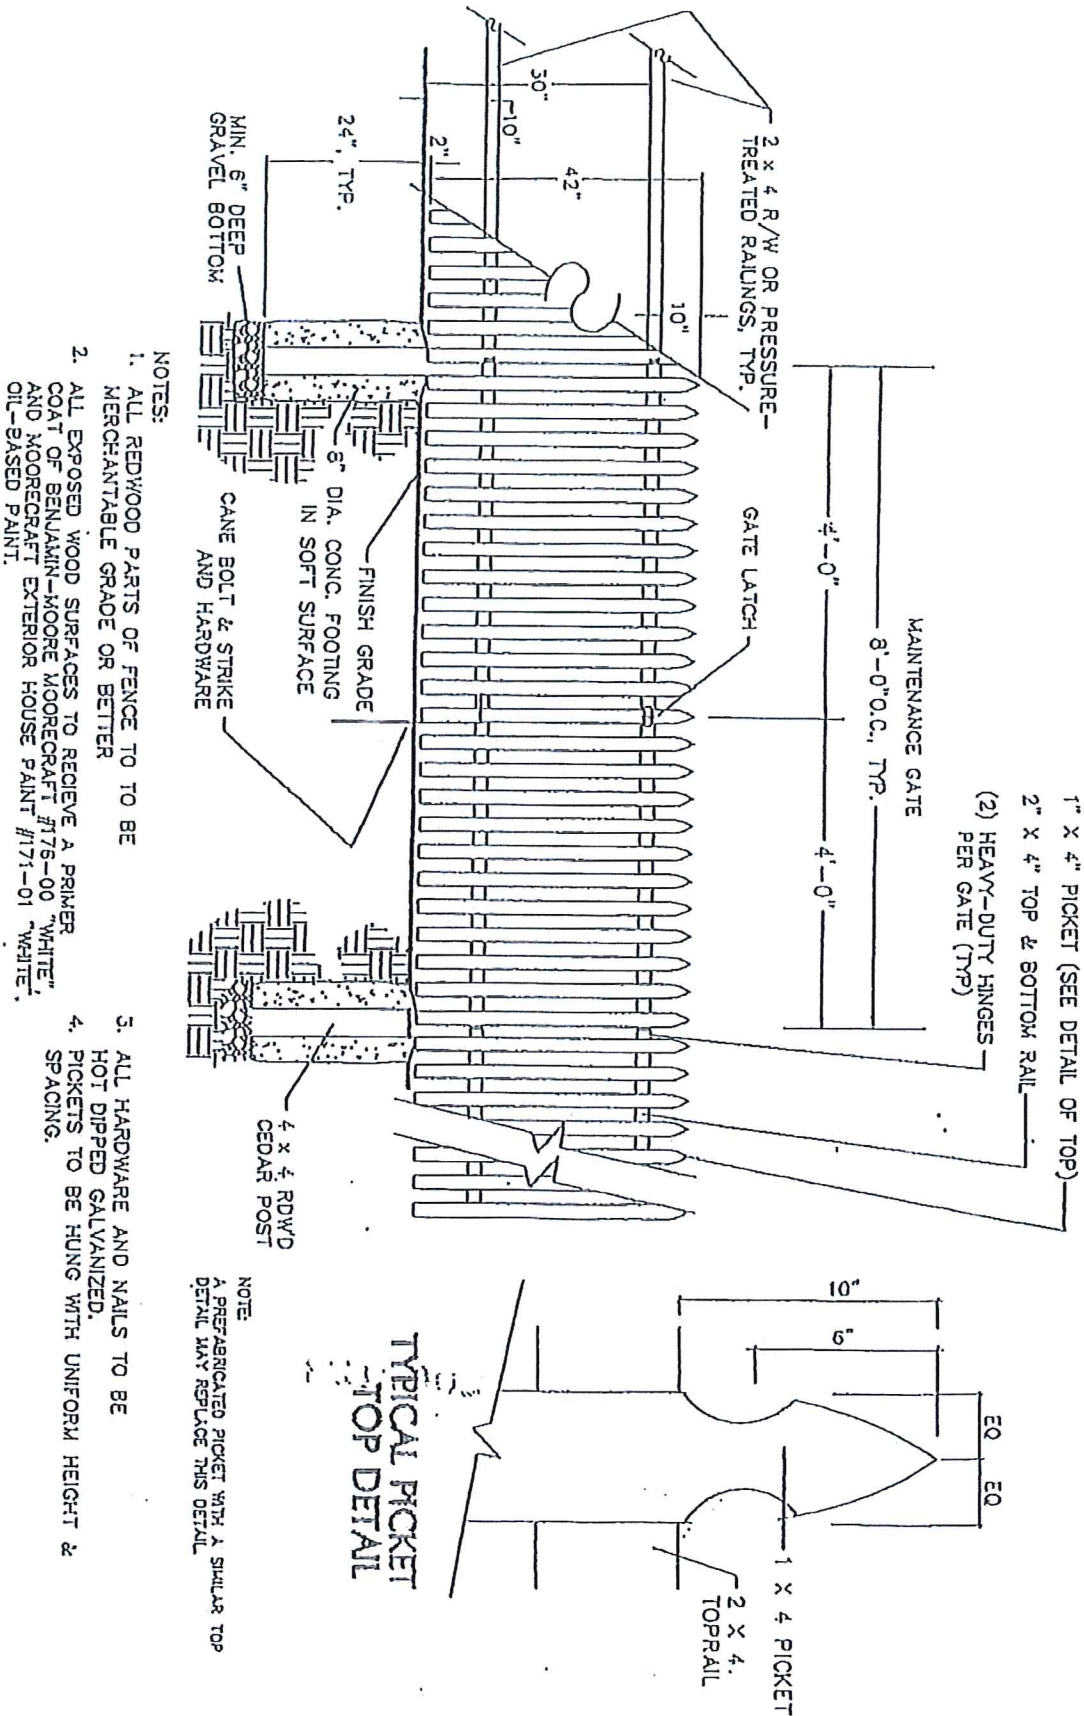 1" X 4" PICKET (SEE DETAIL OF TOP)
2" X 4" TOP & BOTTOM RAIL
(2) HEAVY-DUTY HINGES
PER GATE (TYP)
MAINTENANCE GATE
8'-0"O.C., TYP.
4'-0"
4'-0"
GATE LATCH
2 x 4 R/W OR PRESSURE-
TREATED RAILINGS, TYP.
10"
42"
30"
10"
2"
24", TYP.
MIN. 6" DEEP
GRAVEL BOTTOM
FINISH GRADE
8" DIA. CONC. FOOTING
IN SOFT SURFACE
CANE BOLT & STRIKE
AND HARDWARE
4 x 4 RDW'D
CEDAR POST
NOTES:
1. ALL REDWOOD PARTS OF FENCE TO TO BE
MERCHANTABLE GRADE OR BETTER
2. ALL EXPOSED WOOD SURFACES TO RECIEVE A PRIMER
COAT OF BENJAMIN-MOORE MOORECRAFT #176-00 "WHITE",
AND MOORECRAFT EXTERIOR HOUSE PAINT #171-01 "WHITE",
OIL-BASED PAINT.
3. ALL HARDWARE AND NAILS TO BE
HOT DIPPED GALVANIZED.
4. PICKETS TO BE HUNG WITH UNIFORM HEIGHT &
SPACING.
10"
6"
EQ
EQ
1 X 4 PICKET
2 X 4.
TOPRAIL
TYPICAL PICKET
TOP DETAIL
NOTE:
A PREFABRICATED PICKET WITH A SIMILAR TOP
DETAIL MAY REPLACE THIS DETAIL